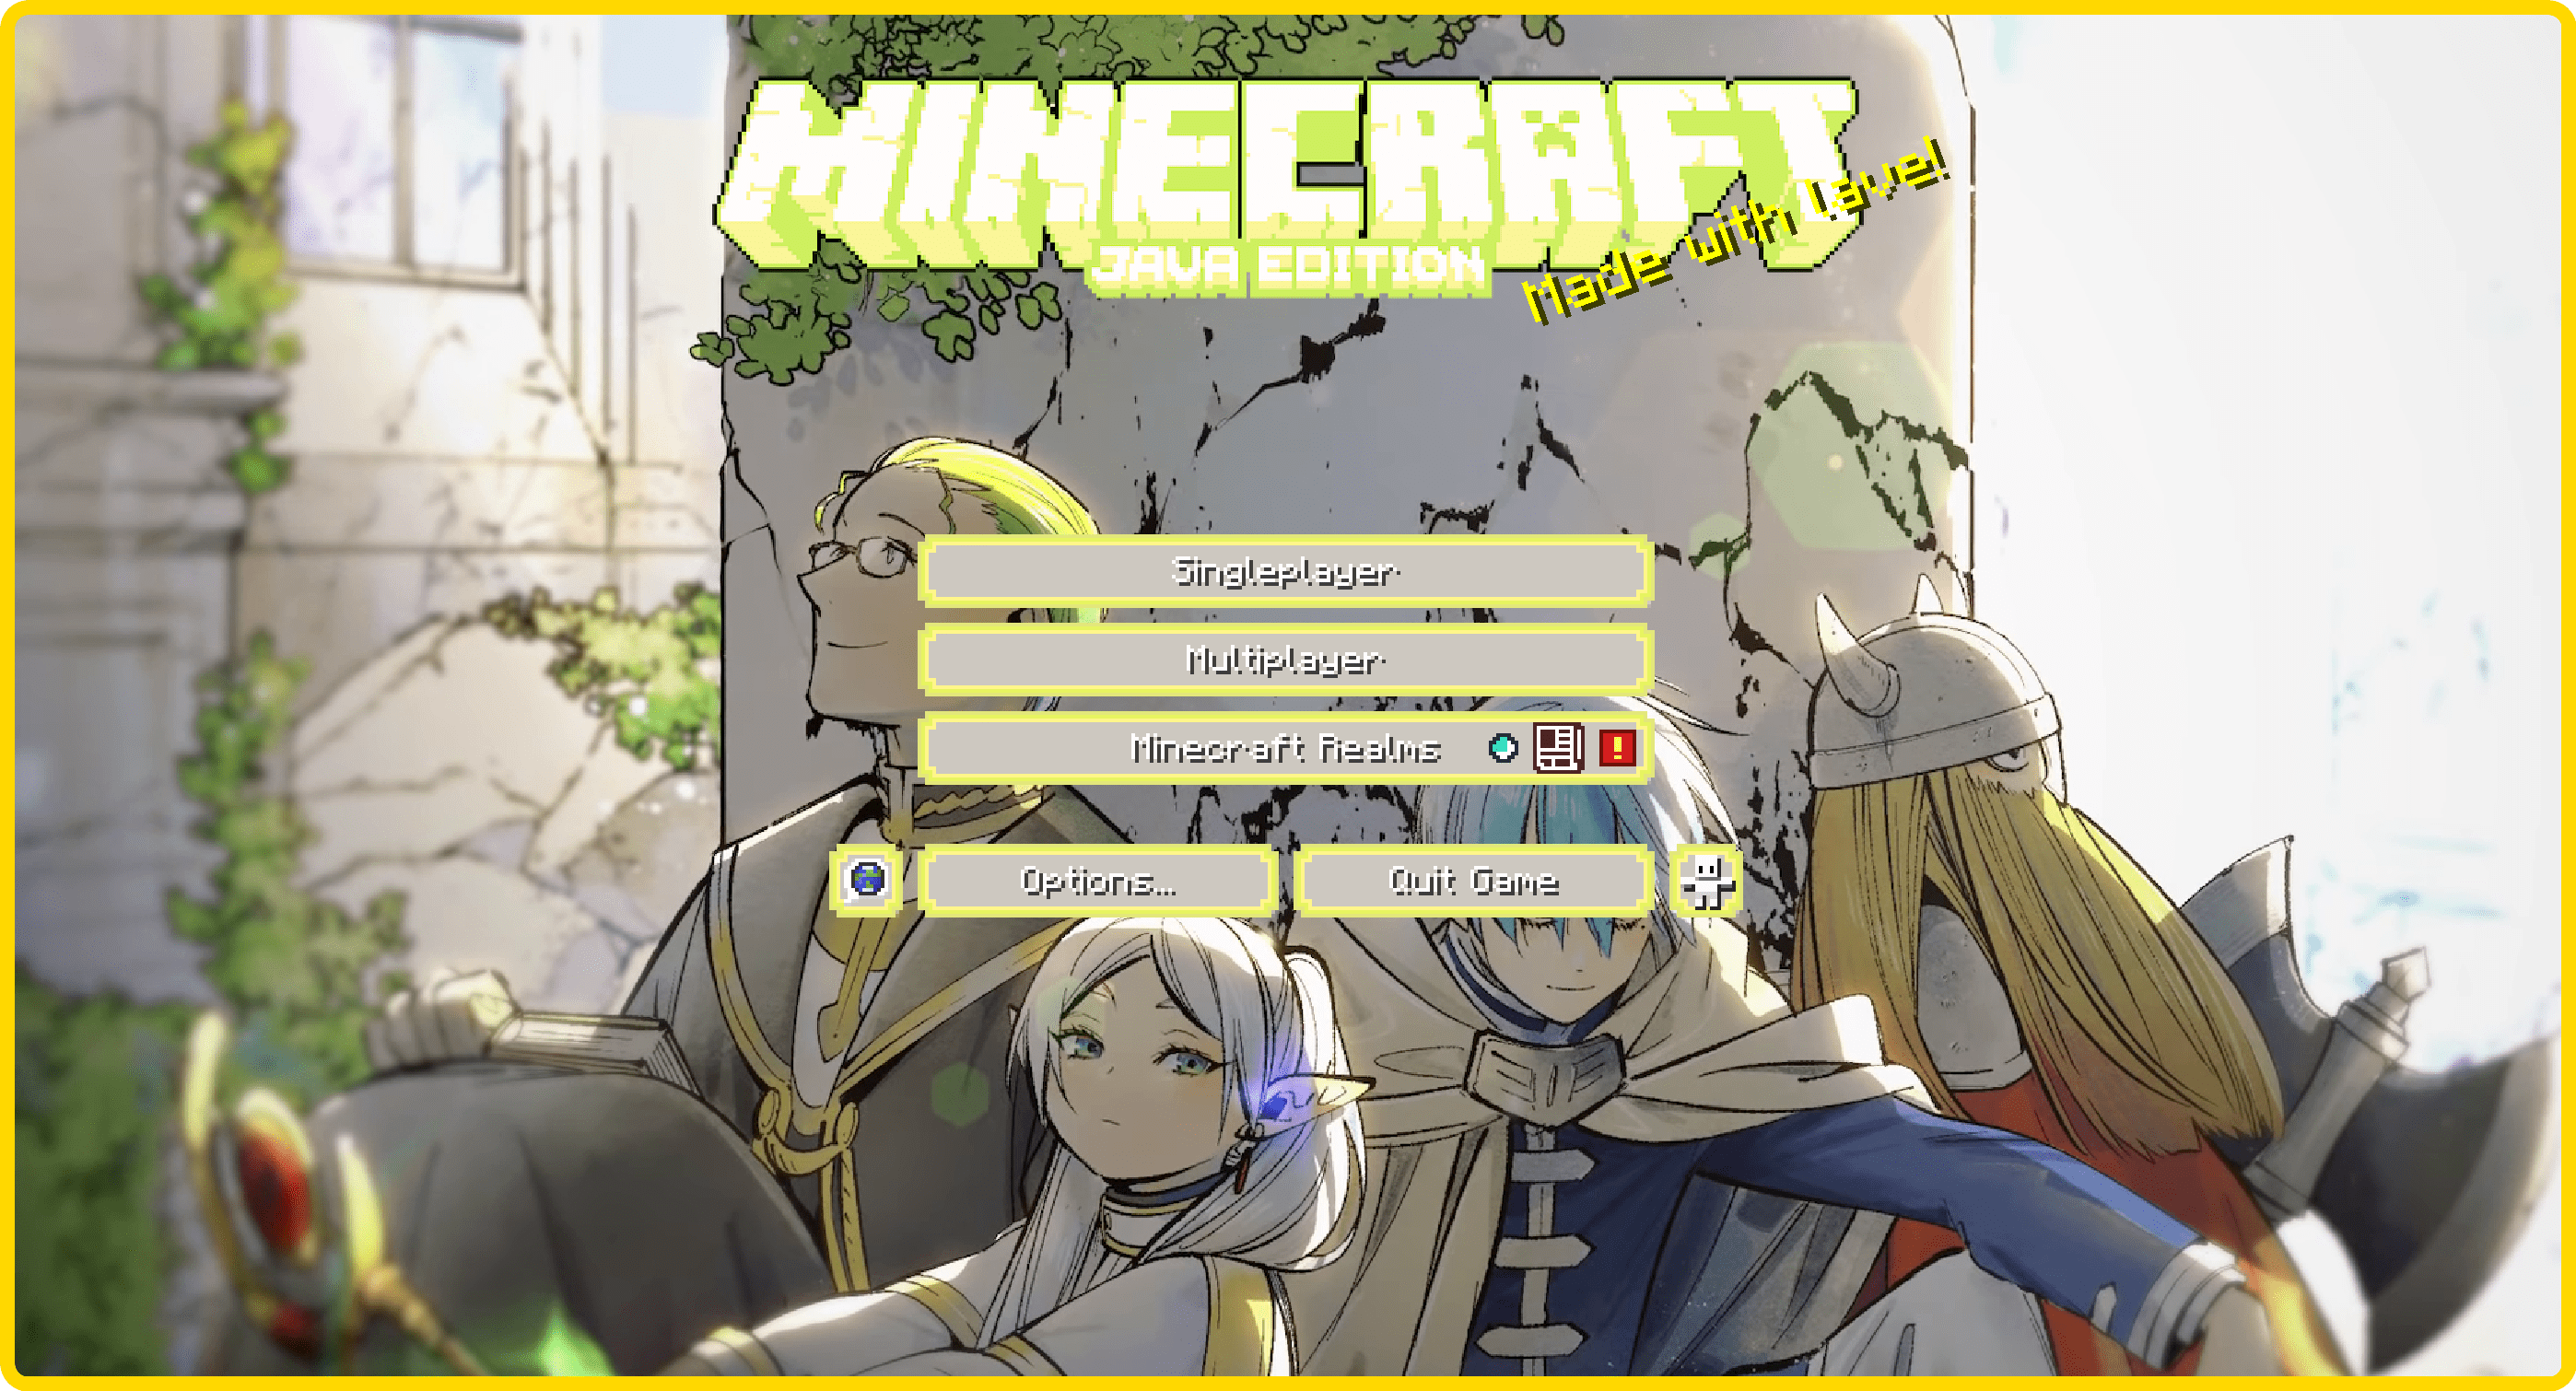 MINECRAFT
JAVA EDITION
Made with love!
Singleplayer
Multiplayer
Minecraft Realms
Options...
Quit Game